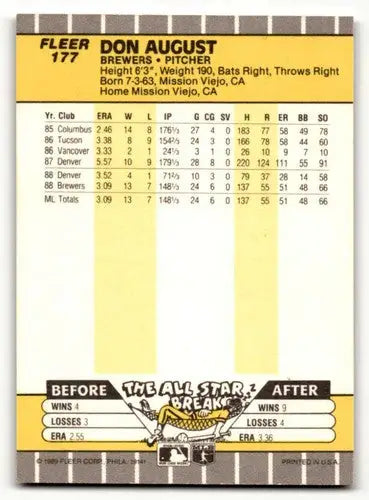 FLEER
177
DON AUGUST
BREWERS • PITCHER
Height 6'3", Weight 190, Bats Right, Throws Right
Born 7-3-63, Mission Viejo, CA
Home Mission Viejo, CA
Yr. Club ERA W L IP G CG SV H R ER BB SO
85 Columbus 2.46 14 8 176⅓ 27 4 0 183 77 58 49 78
86 Tucson 3.38 8 9 154⅔ 24 3 0 166 78 58 44 60
86 Vancover 3.33 2 1 24⅓ 3 0 0 26 10 9 7 10
87 Denver 5.57 10 9 179⅓ 28 8 0 220 124 111 55 91
88 Denver 3.52 4 1 71⅔ 10 3 0 79 37 28 14 58
88 Brewers 3.09 13 7 148⅓ 24 6 0 137 55 51 48 66
ML Totals 3.09 13 7 148⅓ 24 6 0 137 55 51 48 66
BEFORE THE ALL STAR BREAK AFTER
WINS 4 WINS 9
LOSSES 3 LOSSES 4
ERA 2.55 ERA 3.36
© 1989 FLEER CORP., PHILA. 19141 PRINTED IN U.S.A.